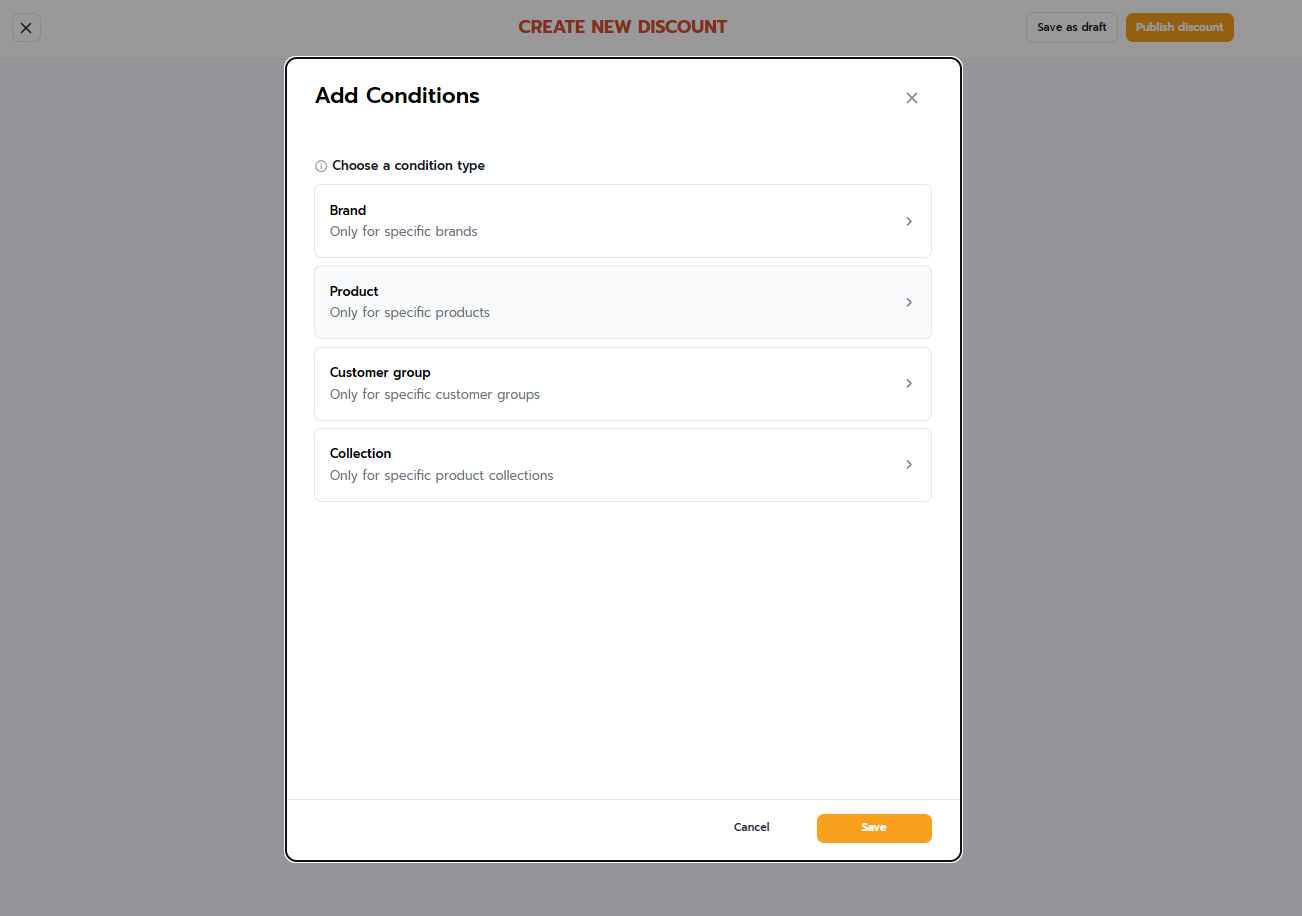 CREATE NEW DISCOUNT
Save as draft
Publish discount
Add Conditions
Choose a condition type
Brand
Only for specific brands
Product
Only for specific products
Customer group
Only for specific customer groups
Collection
Only for specific product collections
Cancel
Save